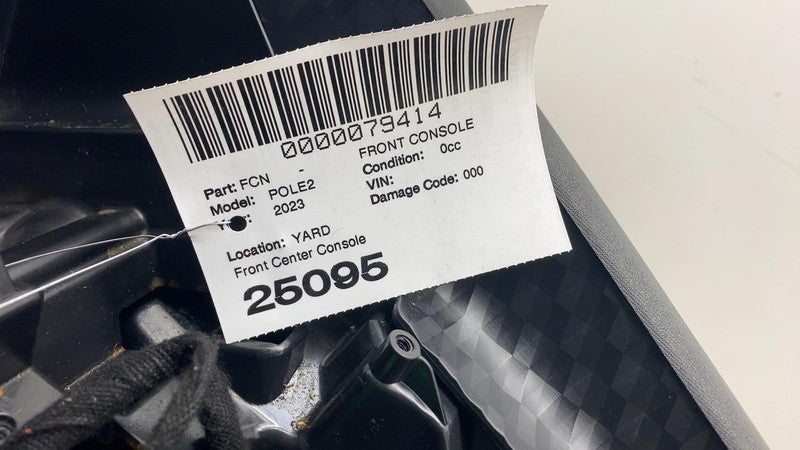 0000079414
Part: FCN - FRONT CONSOLE
Model: POLE2 Condition: 0cc
2023 VIN:
Damage Code: 000
Location: YARD
Front Center Console
25095